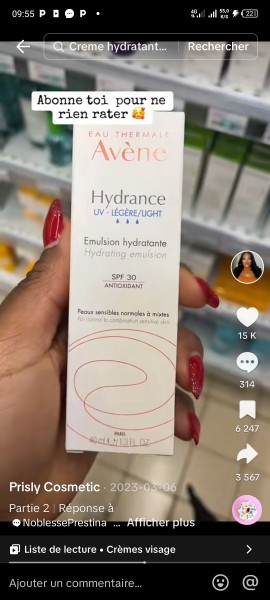 09:55
Creme hydratant...
Rechercher
Abonne toi pour ne
rien rater 🥰
EAU THERMALE
Avène
Hydrance
UV - LÉGÈRE/LIGHT
Emulsion hydratante
Hydrating emulsion
SPF 30
ANTIOXIDANT
Peaux sensibles normales à mixtes
For normal to combination sensitive skin
15 K
314
6 247
3 567
PARIS
Prisly Cosmetic · 2023-03-06
Partie 2 | Réponse à
NoblessePrestina ... Afficher plus
Liste de lecture • Crèmes visage
Ajouter un commentaire...